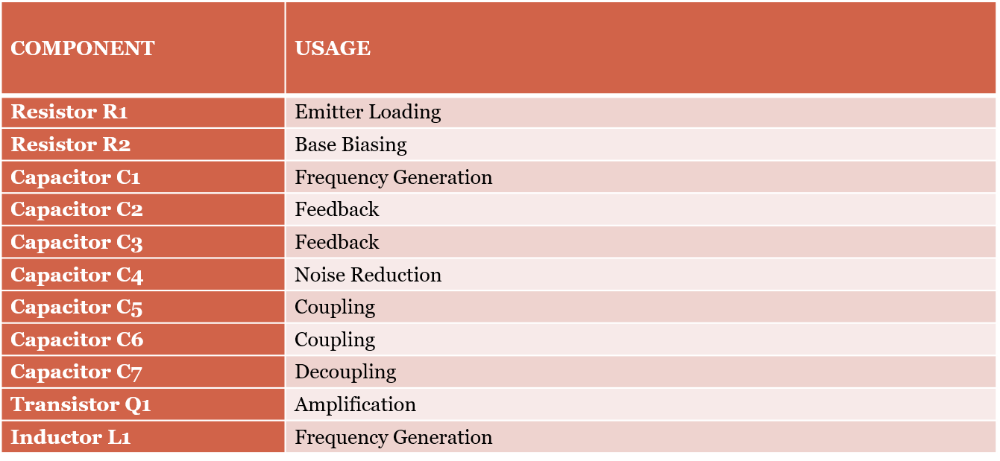 COMPONENT USAGE
Resistor R1 Emitter Loading
Resistor R2 Base Biasing
Capacitor C1 Frequency Generation
Capacitor C2 Feedback
Capacitor C3 Feedback
Capacitor C4 Noise Reduction
Capacitor C5 Coupling
Capacitor C6 Coupling
Capacitor C7 Decoupling
Transistor Q1 Amplification
Inductor L1 Frequency Generation